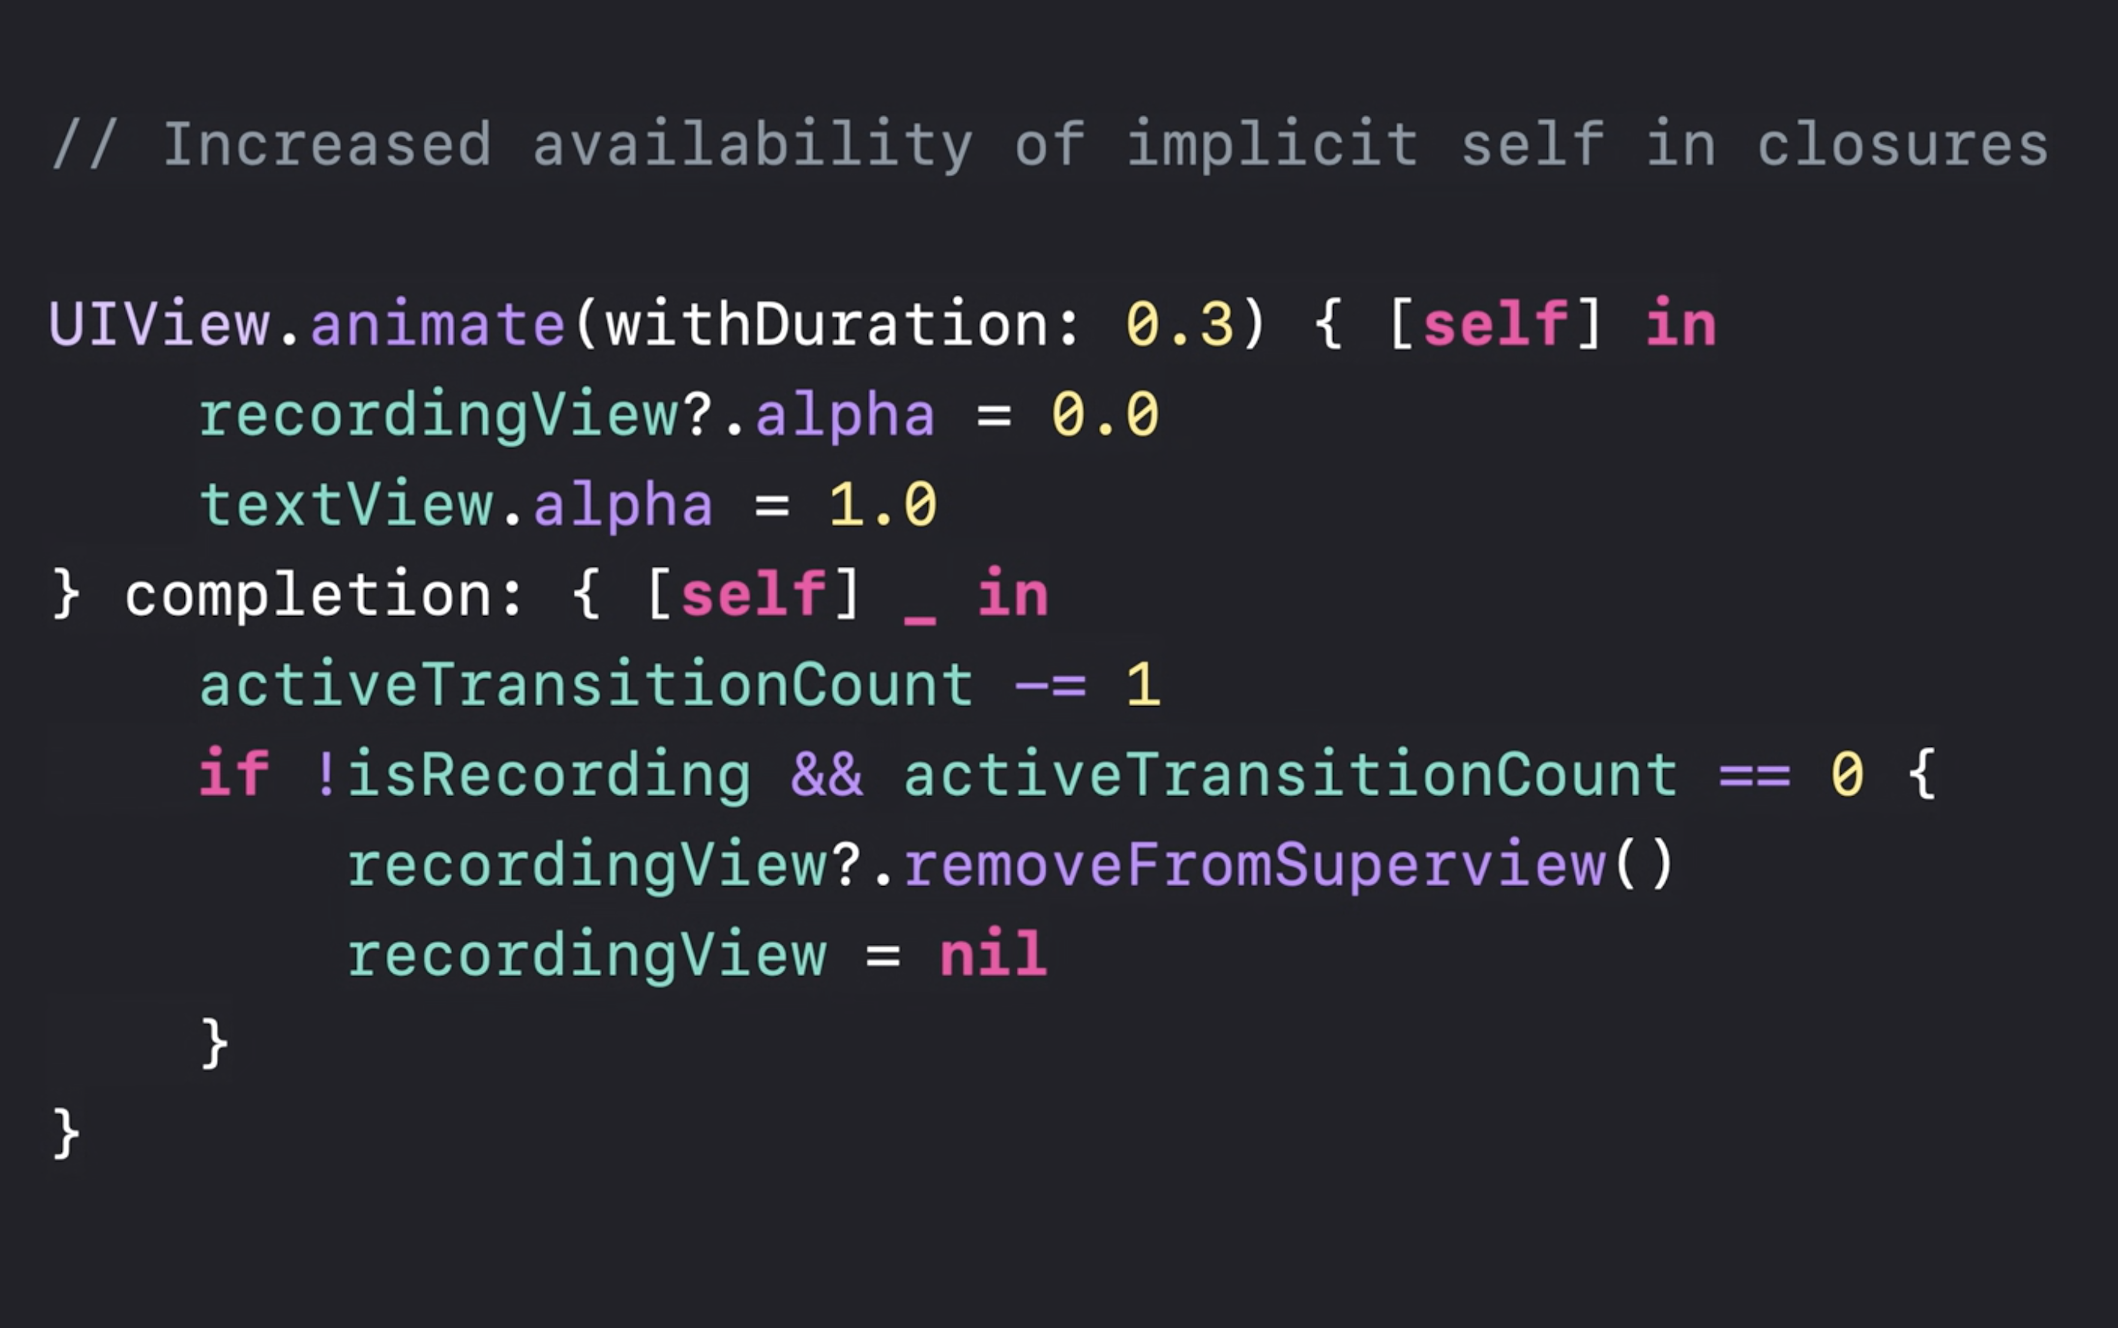 // Increased availability of implicit self in closures
UIView.animate(withDuration: 0.3) { [self] in
    recordingView?.alpha = 0.0
    textView.alpha = 1.0
} completion: { [self] _ in
    activeTransitionCount -= 1
    if !isRecording && activeTransitionCount == 0 {
        recordingView?.removeFromSuperview()
        recordingView = nil
    }
}